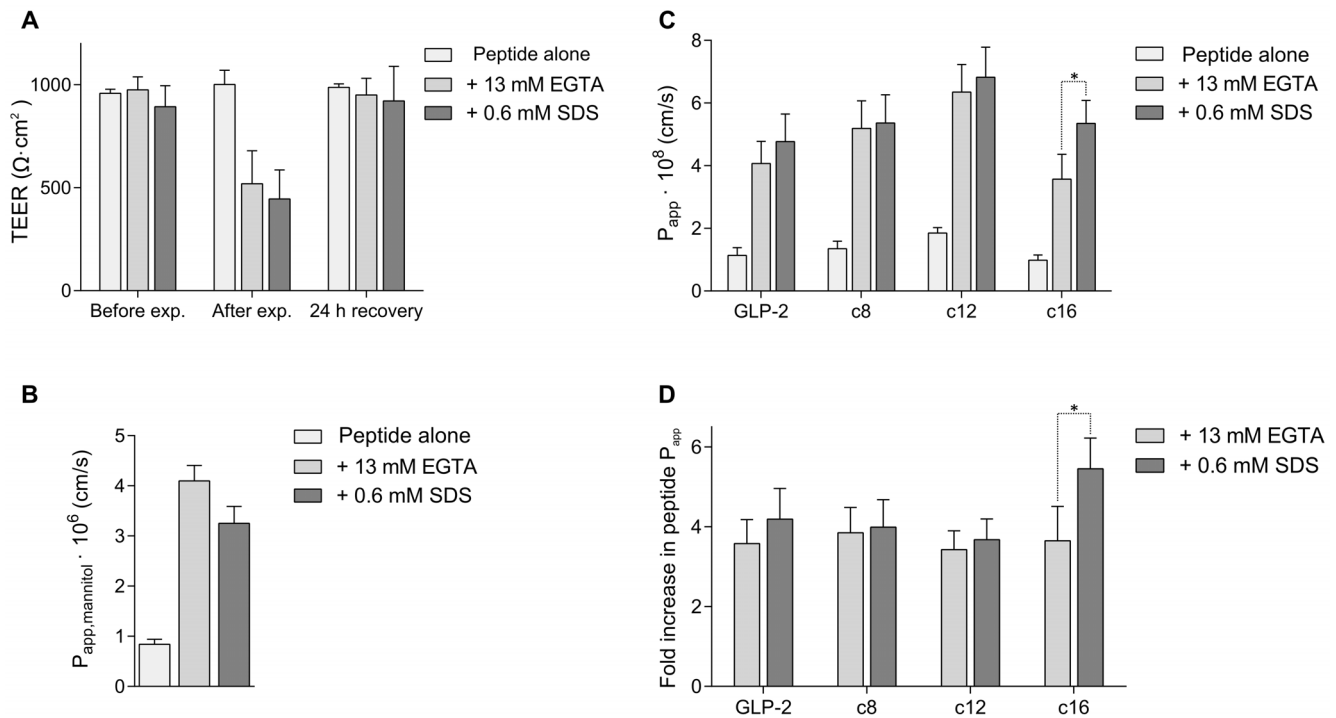 A
TEER (Ω·cm²)
1000
500
0
Before exp.
After exp.
24 h recovery
Peptide alone
+ 13 mM EGTA
+ 0.6 mM SDS
B
P app,mannitol · 10⁶ (cm/s)
5
4
3
2
1
0
Peptide alone
+ 13 mM EGTA
+ 0.6 mM SDS
C
P app · 10⁸ (cm/s)
8
6
4
2
0
GLP-2
c8
c12
c16
*
Peptide alone
+ 13 mM EGTA
+ 0.6 mM SDS
D
Fold increase in peptide P app
6
4
2
0
GLP-2
c8
c12
c16
*
+ 13 mM EGTA
+ 0.6 mM SDS